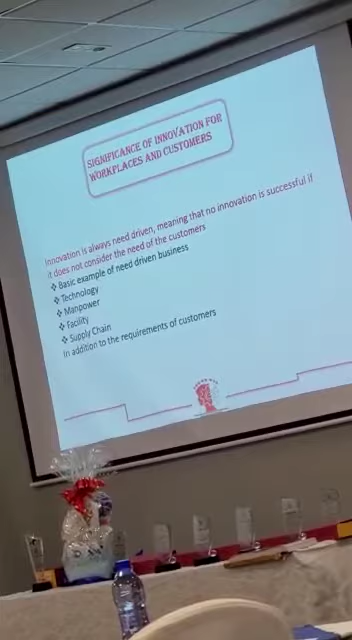 SIGNIFICANCE OF INNOVATION FOR
WORKPLACES AND CUSTOMERS
Innovation is always need driven, meaning that no innovation is successful if
it does not consider the need of the customers
❖ Basic example of need driven business
❖ Technology
❖ Manpower
❖ Facility
❖ Supply Chain
In addition to the requirements of customers